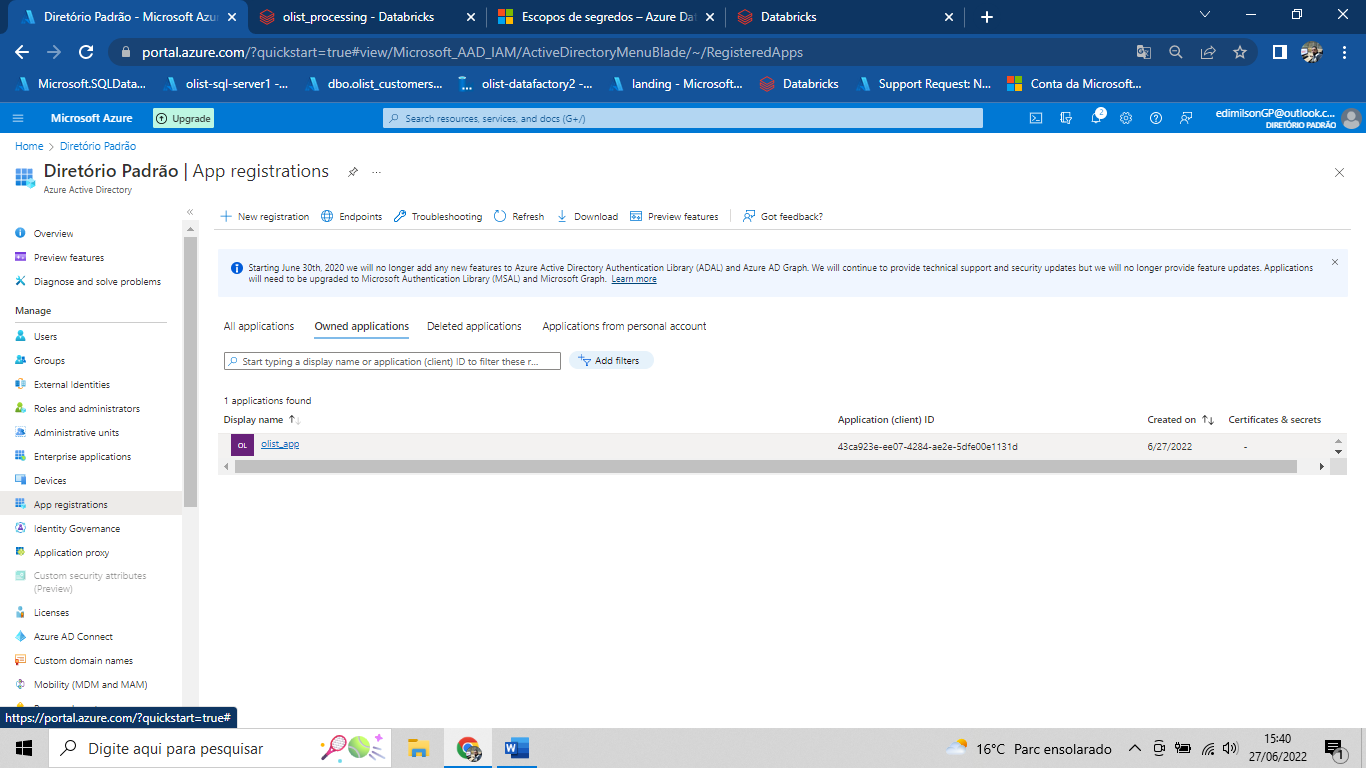 Diretório Padrão - Microsoft Azur
olist_processing - Databricks
Escopos de segredos – Azure Dat
Databricks
portal.azure.com/?quickstart=true#view/Microsoft_AAD_IAM/ActiveDirectoryMenuBlade/~/RegisteredApps
Microsoft.SQLData...
olist-sql-server1 -...
dbo.olist_customers...
olist-datafactory2 -...
landing - Microsoft...
Databricks
Support Request: N...
Conta da Microsoft...
Microsoft Azure
Upgrade
Search resources, services, and docs (G+/)
2
edimilsonGP@outlook.c...
DIRETÓRIO PADRÃO
Home > Diretório Padrão
Diretório Padrão | App registrations
Azure Active Directory
New registration
Endpoints
Troubleshooting
Refresh
Download
Preview features
Got feedback?
Overview
Preview features
Diagnose and solve problems
Manage
Users
Groups
External Identities
Roles and administrators
Administrative units
Enterprise applications
Devices
App registrations
Identity Governance
Application proxy
Custom security attributes
(Preview)
Licenses
Azure AD Connect
Custom domain names
Mobility (MDM and MAM)
Starting June 30th, 2020 we will no longer add any new features to Azure Active Directory Authentication Library (ADAL) and Azure AD Graph. We will continue to provide technical support and security updates but we will no longer provide feature updates. Applications
will need to be upgraded to Microsoft Authentication Library (MSAL) and Microsoft Graph. Learn more
All applications
Owned applications
Deleted applications
Applications from personal account
Start typing a display name or application (client) ID to filter these r...
Add filters
1 applications found
Display name
Application (client) ID
Created on
Certificates & secrets
OL
olist_app
43ca923e-ee07-4284-ae2e-5dfe00e1131d
6/27/2022
-
https://portal.azure.com/?quickstart=true#
Digite aqui para pesquisar
16°C Parc ensolarado
15:40
27/06/2022
1